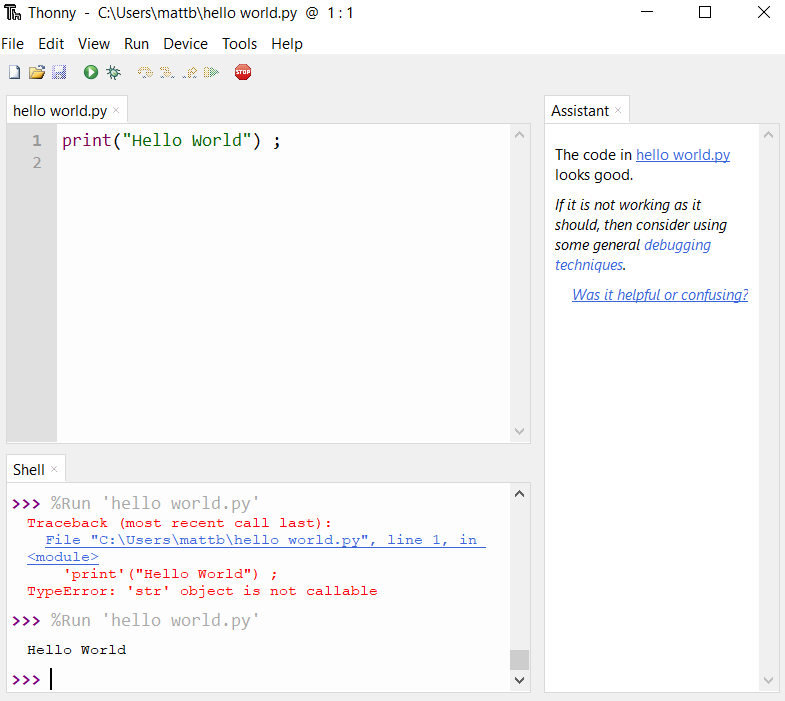 Thonny - C:\Users\mattb\hello world.py @ 1 : 1
File Edit View Run Device Tools Help
STOP
hello world.py ×
1 print("Hello World") ;
2
Assistant ×
The code in hello world.py
looks good.
If it is not working as it
should, then consider using
some general debugging
techniques.
Was it helpful or confusing?
Shell ×
>>> %Run 'hello world.py'
Traceback (most recent call last):
File "C:\Users\mattb\hello world.py", line 1, in
<module>
'print'("Hello World") ;
TypeError: 'str' object is not callable
>>> %Run 'hello world.py'
Hello World
>>>